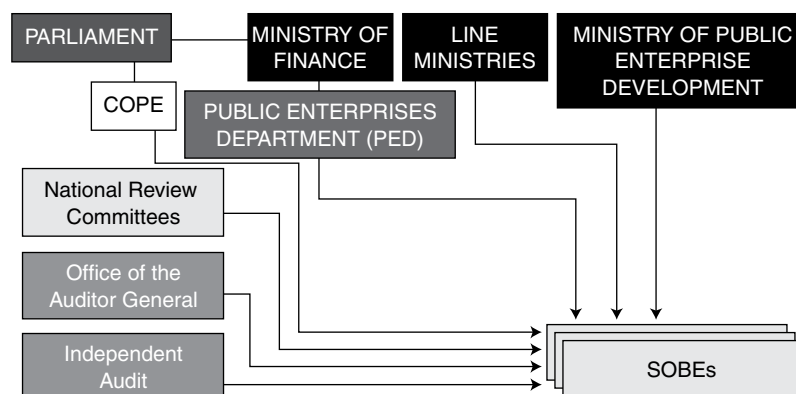 PARLIAMENT
MINISTRY OF
FINANCE
LINE
MINISTRIES
MINISTRY OF PUBLIC
ENTERPRISE
DEVELOPMENT
COPE
PUBLIC ENTERPRISES
DEPARTMENT (PED)
National Review
Committees
Office of the
Auditor General
Independent
Audit
SOBEs